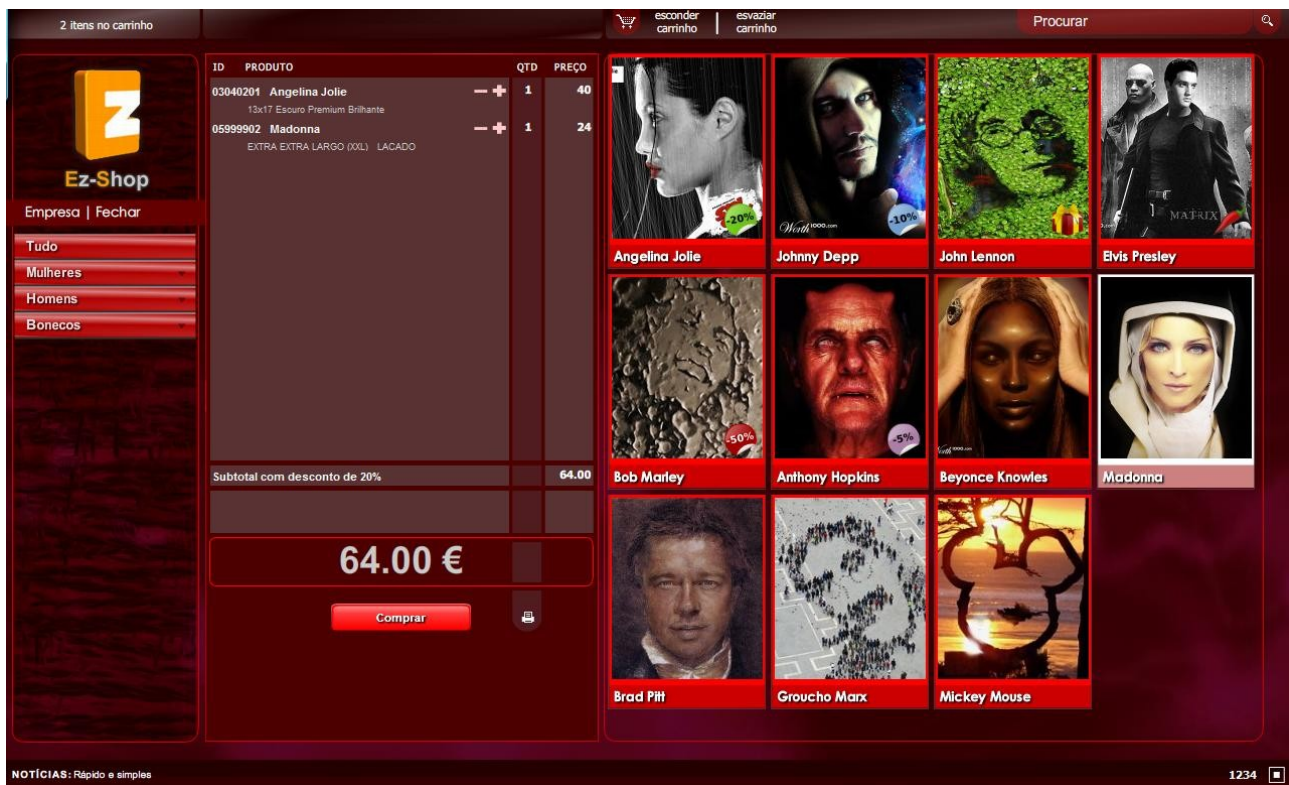 2 itens no carrinho
esconder carrinho
esvaziar carrinho
Procurar
Z
Ez-Shop
Empresa | Fechar
Tudo
Mulheres
Homens
Bonecos
ID PRODUTO QTD PREÇO
03040201 Angelina Jolie 1 40
13x17 Escuro Premium Brilhante
05999902 Madonna 1 24
EXTRA EXTRA LARGO (XXL) LACADO
Subtotal com desconto de 20% 64.00
64.00 €
Comprar
-20%
Worth1000.com
-10%
MATRIX
Angelina Jolie
Johnny Depp
John Lennon
Elvis Presley
-50%
-5%
Bob Marley
Anthony Hopkins
Beyonce Knowles
Madonna
Brad Pitt
Groucho Marx
Mickey Mouse
NOTÍCIAS: Rápido e simples
1234